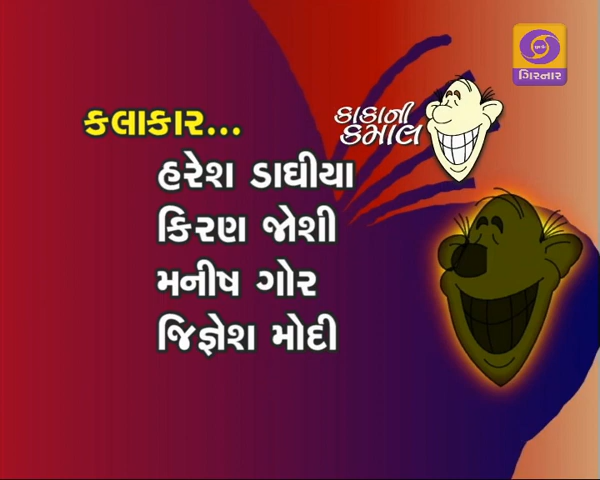 ગિરનાર
કલાકાર...
કાકાની
કમાલ
હરેશ ડાઘીયા
કિરણ જોશી
મનીષ ગોર
જિજ્ઞેશ મોદી